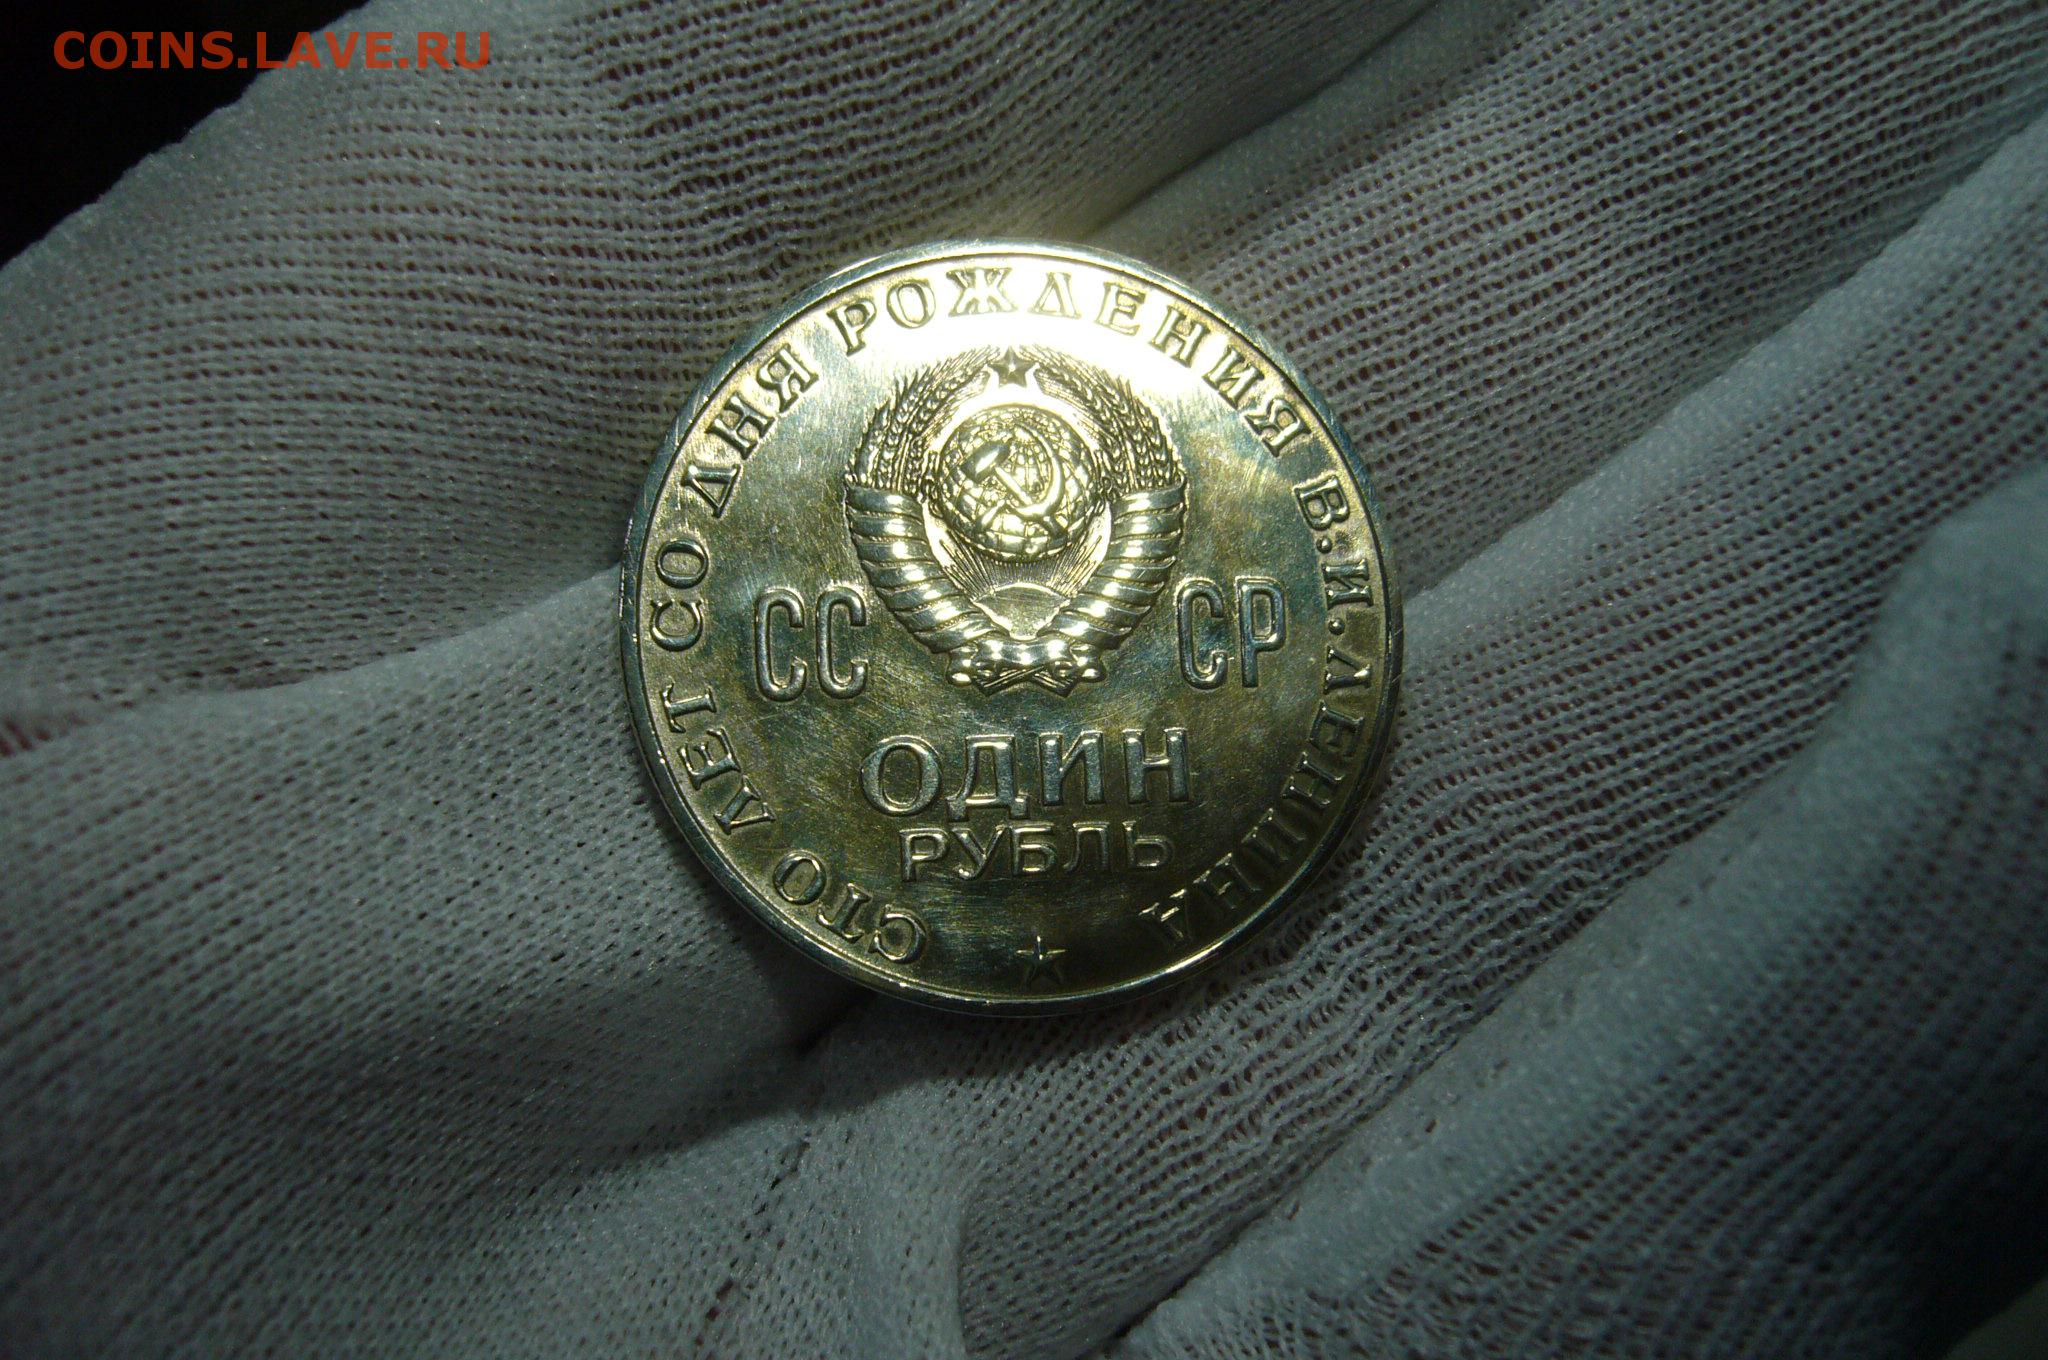 COINS.LAVE.RU
СТО ЛЕТ СО ДНЯ РОЖДЕНИЯ В.И.ЛЕНИНА
СС СР
ОДИН
РУБЛЬ